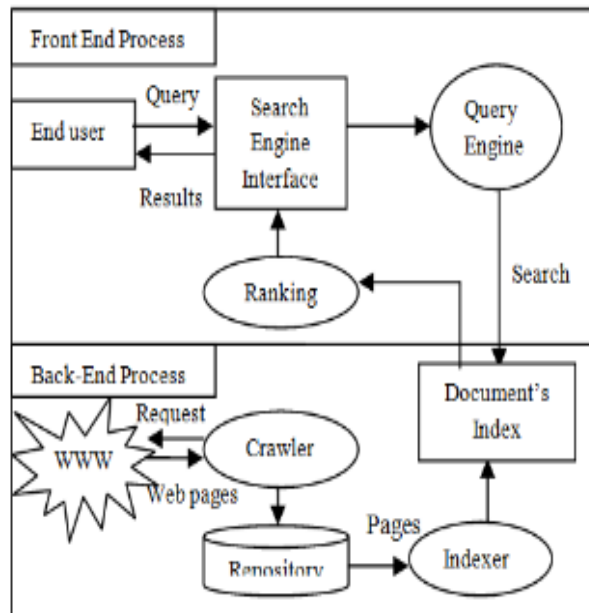 Front End Process
Query
End user
Search
Engine
Interface
Query
Engine
Results
Ranking
Search
Back-End Process
Request
WWW
Crawler
Web pages
Document's
Index
Repository
Pages
Indexer